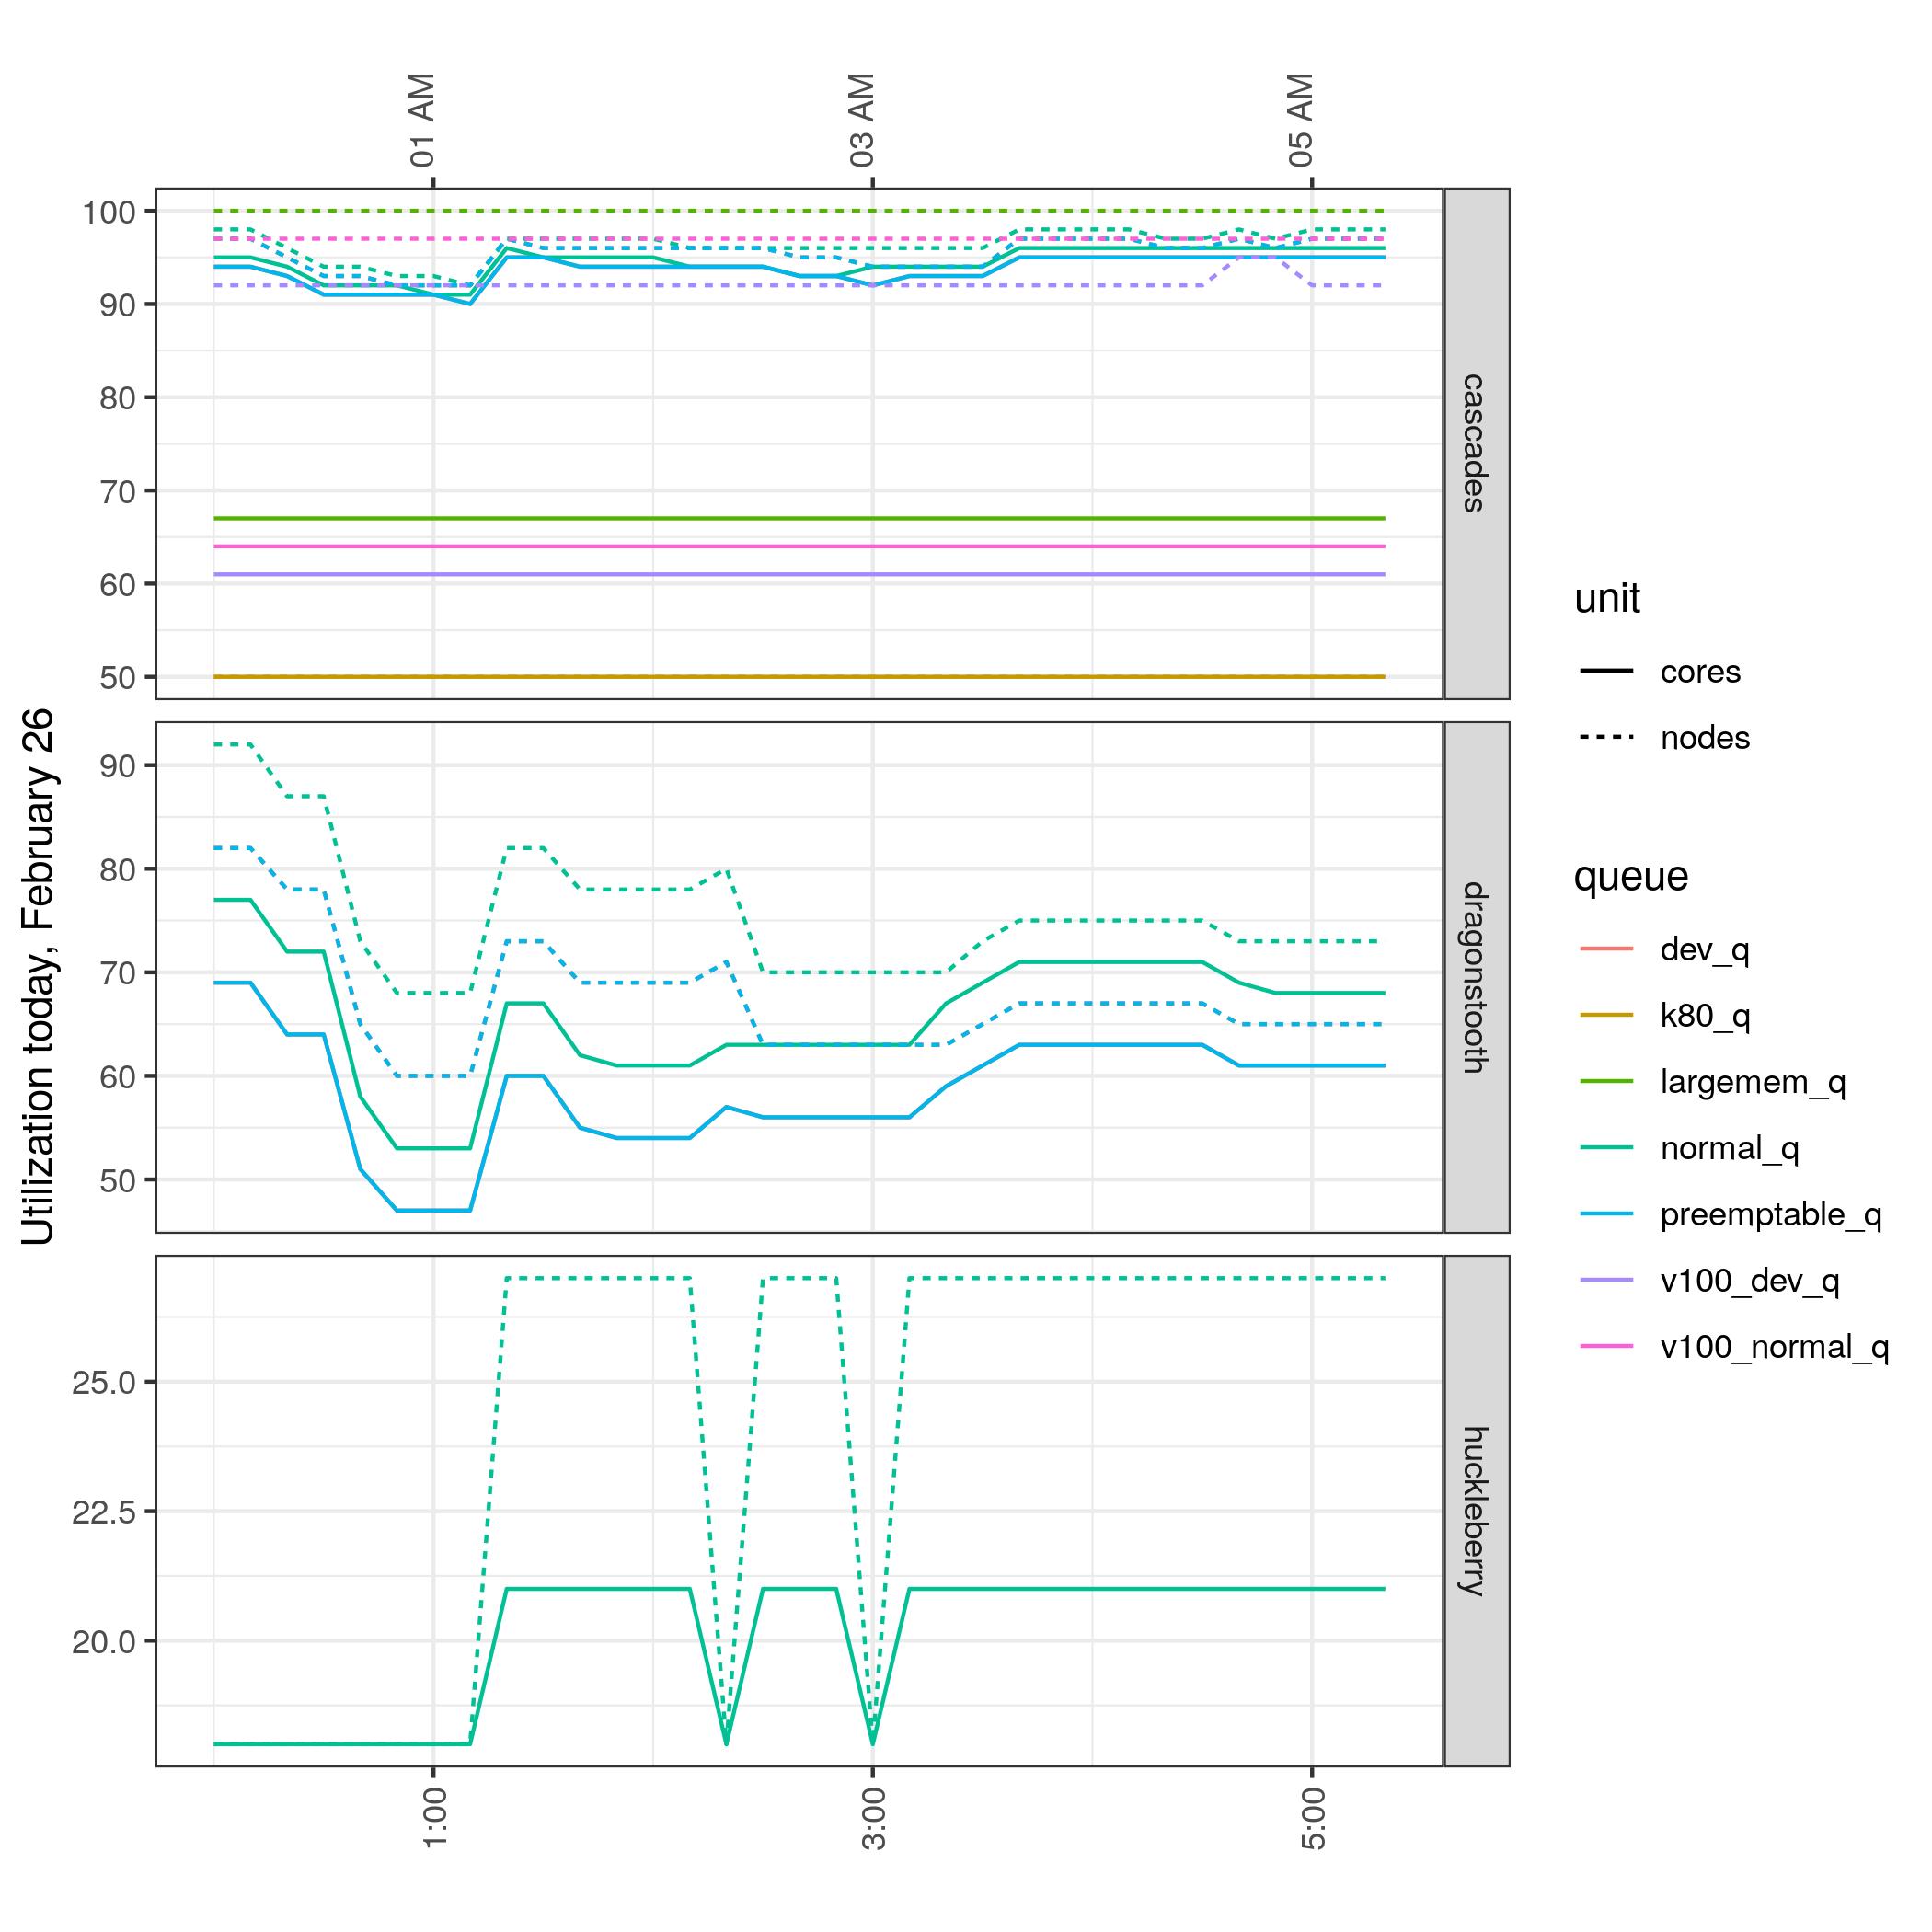 01 AM
03 AM
05 AM
100
90
80
70
60
50
cascades
90
80
70
60
50
dragonstooth
25.0
22.5
20.0
huckleberry
1:00
3:00
5:00
Utilization today, February 26
unit
cores
nodes
queue
dev_q
k80_q
largemem_q
normal_q
preemptable_q
v100_dev_q
v100_normal_q